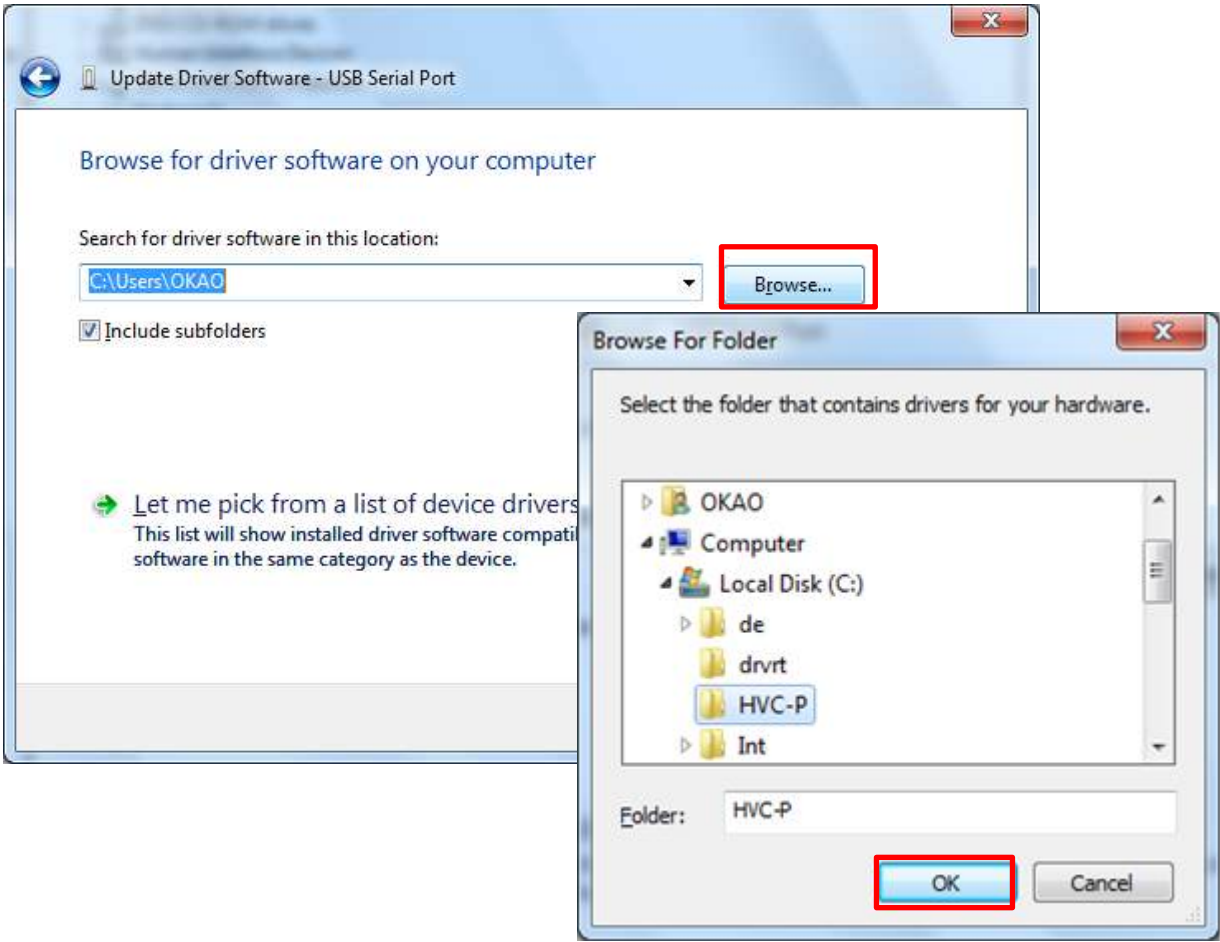 Update Driver Software - USB Serial Port
Browse for driver software on your computer
Search for driver software in this location:
C:\Users\OKAO
Browse...
Include subfolders
Let me pick from a list of device drivers
This list will show installed driver software compati
software in the same category as the device.
Browse For Folder
Select the folder that contains drivers for your hardware.
OKAO
Computer
Local Disk (C:)
de
drvrt
HVC-P
Int
Folder:
HVC-P
OK
Cancel